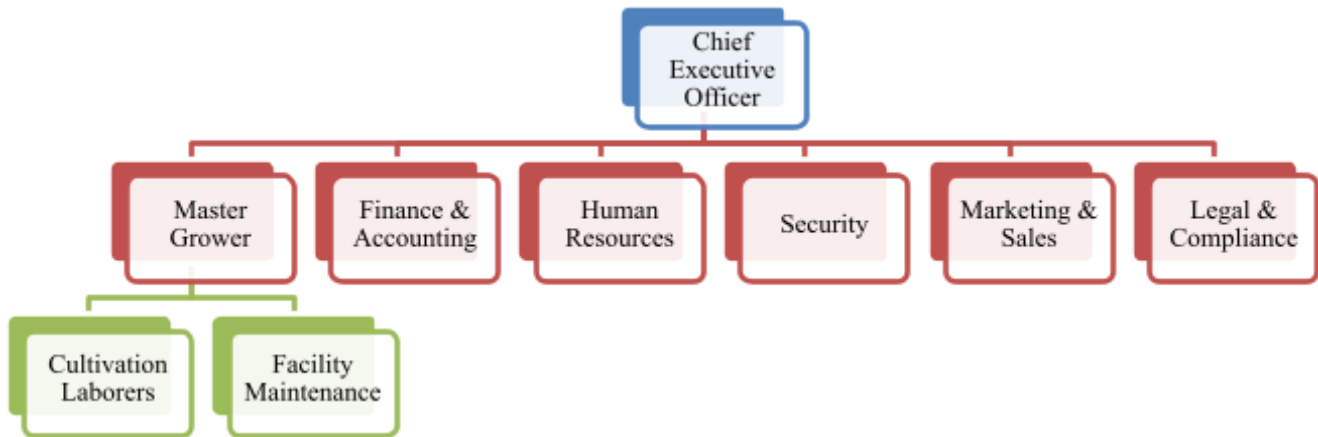 Chief
Executive
Officer
Master
Grower
Finance &
Accounting
Human
Resources
Security
Marketing &
Sales
Legal &
Compliance
Cultivation
Laborers
Facility
Maintenance